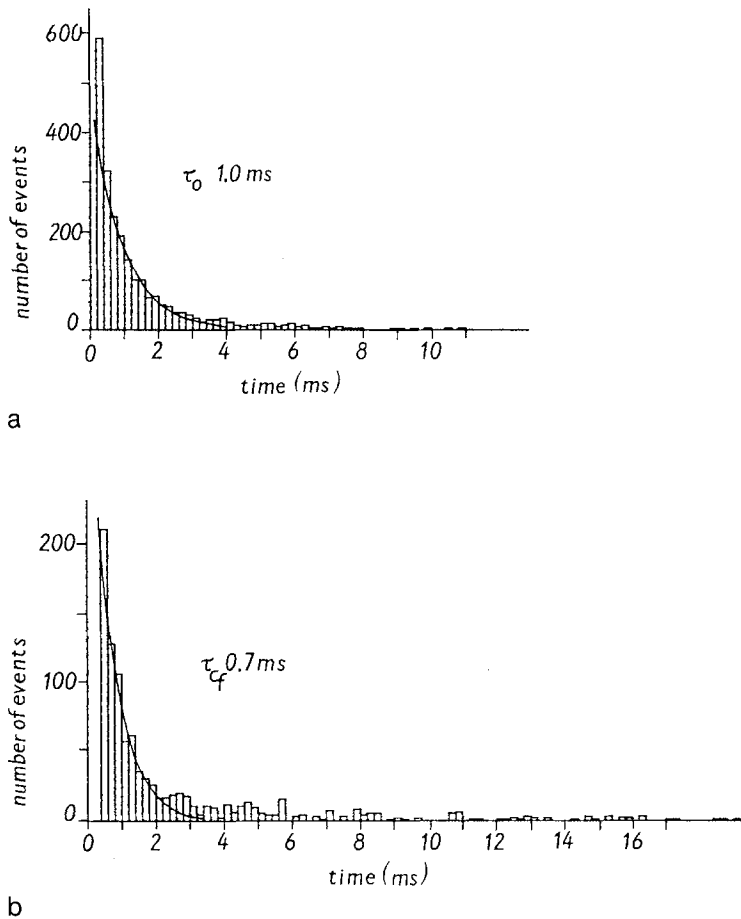 600
400
200
0
number of events
τo 1.0 ms
0 2 4 6 8 10
time (ms)
a
200
100
0
number of events
τcf 0.7 ms
0 2 4 6 8 10 12 14 16
time (ms)
b